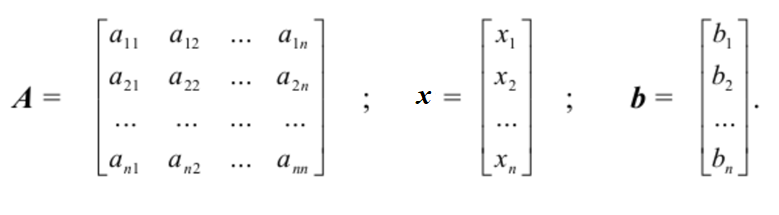 a₁₁ a₁₂ ... a₁ₙ x₁ b₁
a₂₁ a₂₂ ... a₂ₙ x₂ b₂
A = ; x = ; b = .
... ... ... ... ... ...
aₙ₁ aₙ₂ ... aₙₙ xₙ bₙ